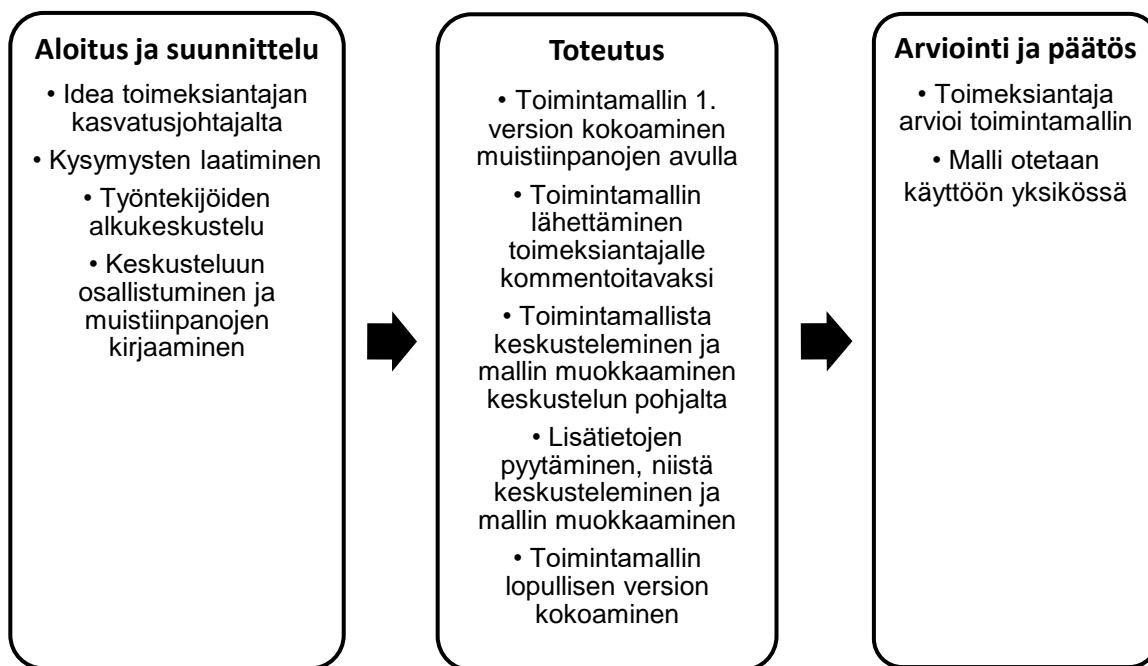 Aloitus ja suunnittelu
• Idea toimeksiantajan
kasvatusjohtajalta
• Kysymysten laatiminen
• Työntekijöiden
alkukeskustelu
• Keskusteluun
osallistuminen ja
muistiinpanojen
kirjaaminen
Toteutus
• Toimintamallin 1.
version kokoaminen
muistiinpanojen avulla
• Toimintamallin
lähettäminen
toimeksiantajalle
kommentoitavaksi
• Toimintamallista
keskusteleminen ja
mallin muokkaaminen
keskustelun pohjalta
• Lisätietojen
pyytäminen, niistä
keskusteleminen ja
mallin muokkaaminen
• Toimintamallin
lopullisen version
kokoaminen
Arviointi ja päätös
• Toimeksiantaja
arvioi toimintamallin
• Malli otetaan
käyttöön yksikössä